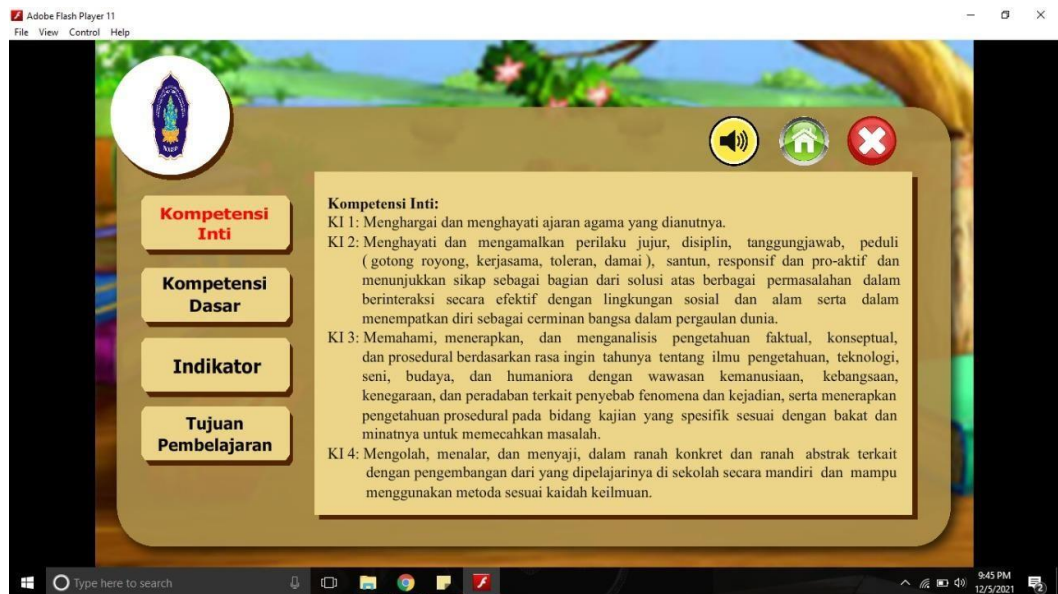 Adobe Flash Player 11
File View Control Help
Kompetensi
Inti
Kompetensi
Dasar
Indikator
Tujuan
Pembelajaran
Kompetensi Inti:
KI 1: Menghargai dan menghayati ajaran agama yang dianutnya.
KI 2: Menghayati dan mengamalkan perilaku jujur, disiplin, tanggungjawab, peduli
( gotong royong, kerjasama, toleran, damai ), santun, responsif dan pro-aktif dan
menunjukkan sikap sebagai bagian dari solusi atas berbagai permasalahan dalam
berinteraksi secara efektif dengan lingkungan sosial dan alam serta dalam
menempatkan diri sebagai cerminan bangsa dalam pergaulan dunia.
KI 3: Memahami, menerapkan, dan menganalisis pengetahuan faktual, konseptual,
dan prosedural berdasarkan rasa ingin tahunya tentang ilmu pengetahuan, teknologi,
seni, budaya, dan humaniora dengan wawasan kemanusiaan, kebangsaan,
kenegaraan, dan peradaban terkait penyebab fenomena dan kejadian, serta menerapkan
pengetahuan prosedural pada bidang kajian yang spesifik sesuai dengan bakat dan
minatnya untuk memecahkan masalah.
KI 4: Mengolah, menalar, dan menyaji, dalam ranah konkret dan ranah abstrak terkait
dengan pengembangan dari yang dipelajarinya di sekolah secara mandiri dan mampu
menggunakan metoda sesuai kaidah keilmuan.
Type here to search
9:45 PM
12/5/2021
2